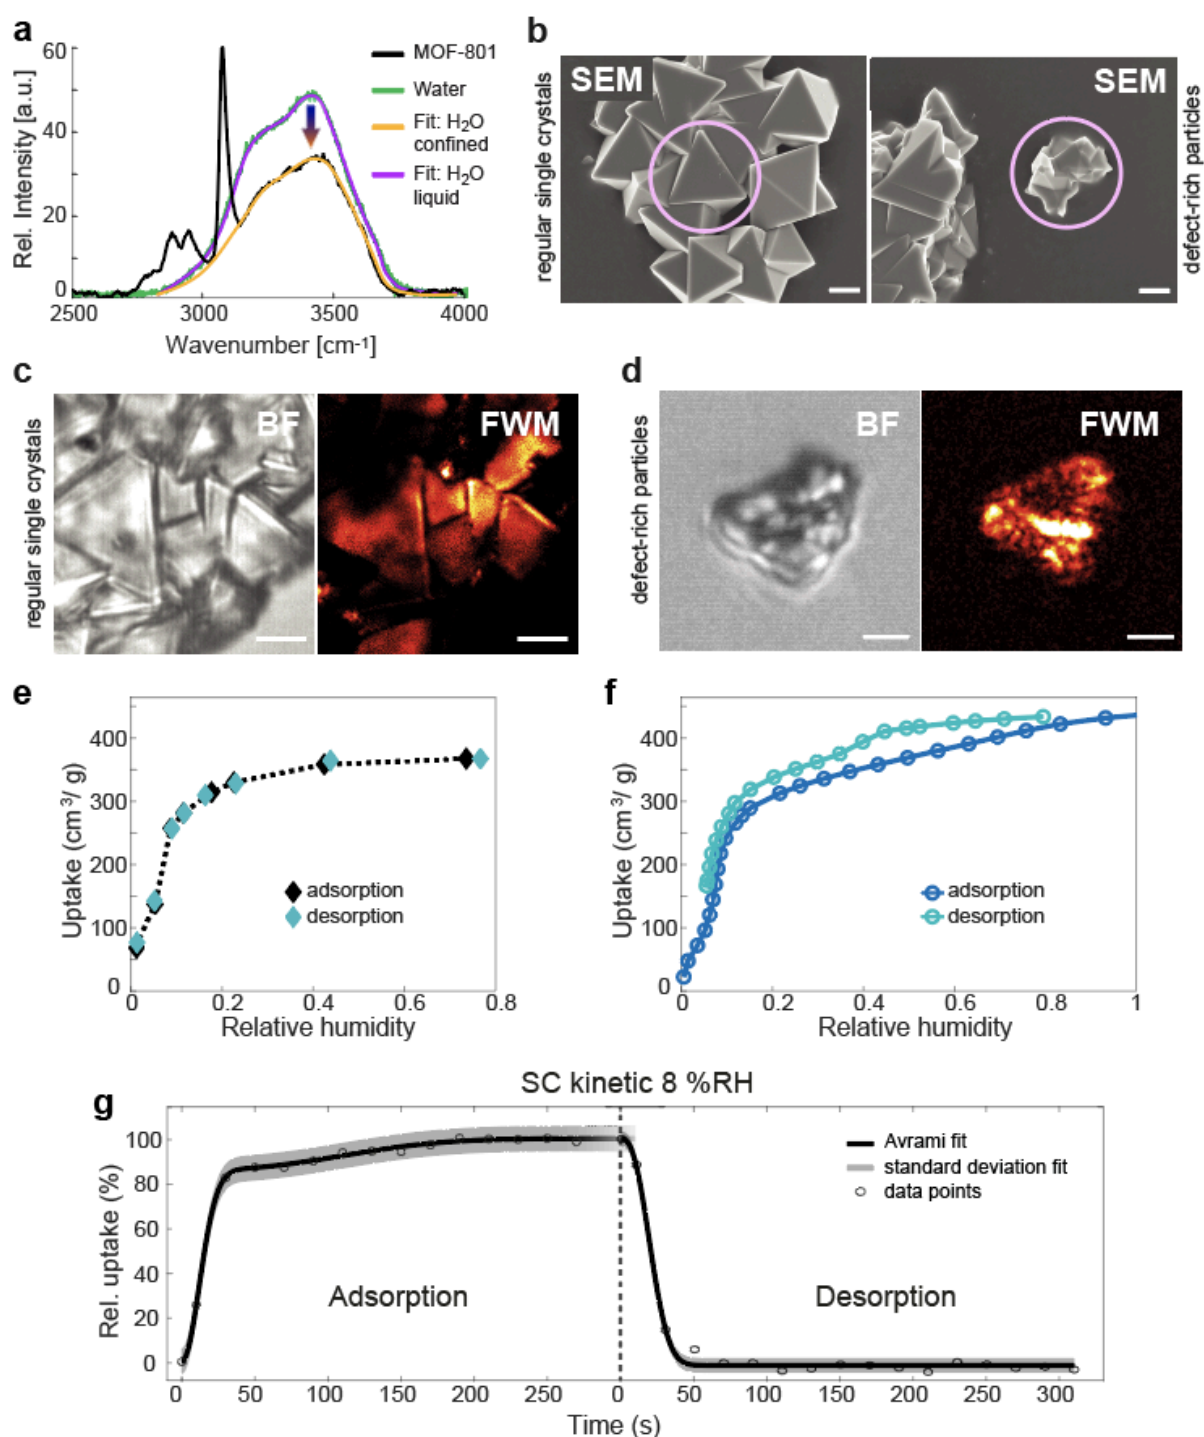 a
Rel. Intensity [a.u.]
60
40
20
0
2500
3000
3500
4000
Wavenumber [cm⁻¹]
MOF-801
Water
Fit: H₂O
confined
Fit: H₂O
liquid
b
regular single crystals
SEM
SEM
defect-rich particles
c
regular single crystals
BF
FWM
d
defect-rich particles
BF
FWM
e
Uptake (cm³/ g)
400
300
200
100
0
0
0.2
0.4
0.6
0.8
Relative humidity
adsorption
desorption
f
Uptake (cm³/ g)
400
300
200
100
0
0
0.2
0.4
0.6
0.8
1
Relative humidity
adsorption
desorption
SC kinetic 8 %RH
g
Rel. uptake (%)
100
80
60
40
20
0
Adsorption
Desorption
Avrami fit
standard deviation fit
data points
0
50
100
150
200
250
0
50
100
150
200
250
300
Time (s)